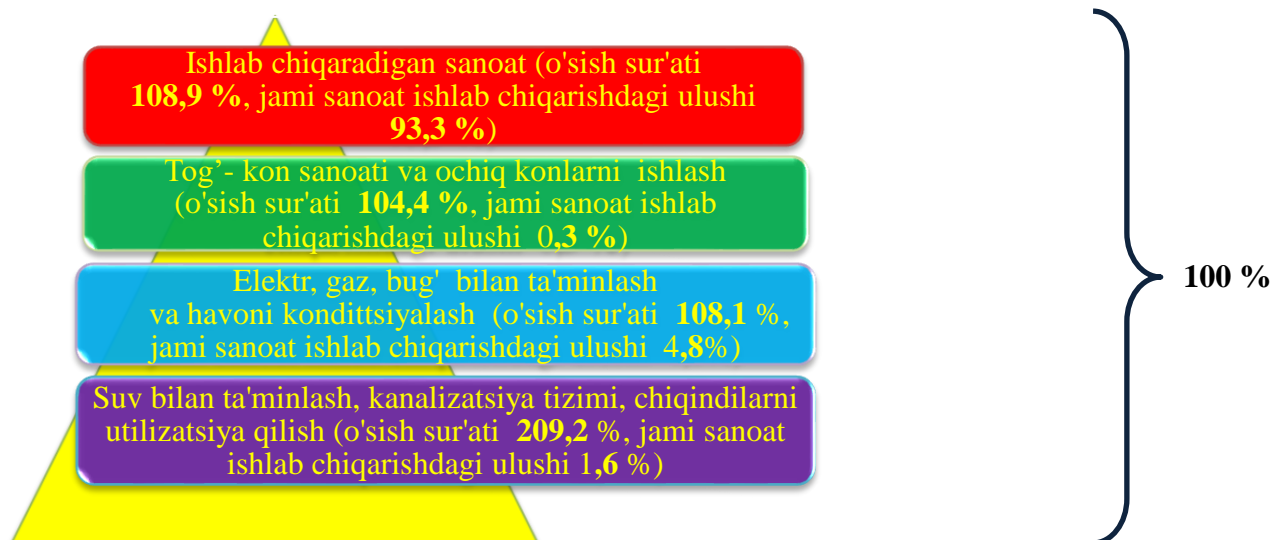 Ishlab chiqaradigan sanoat (o'sish sur'ati
108,9 %, jami sanoat ishlab chiqarishdagi ulushi
93,3 %)
Tog’- kon sanoati va ochiq konlarni ishlash
(o'sish sur'ati 104,4 %, jami sanoat ishlab
chiqarishdagi ulushi 0,3 %)
Elektr, gaz, bug' bilan ta'minlash
va havoni kondittsiyalash (o'sish sur'ati 108,1 %,
jami sanoat ishlab chiqarishdagi ulushi 4,8%)
Suv bilan ta'minlash, kanalizatsiya tizimi, chiqindilarni
utilizatsiya qilish (o'sish sur'ati 209,2 %, jami sanoat
ishlab chiqarishdagi ulushi 1,6 %)
100 %